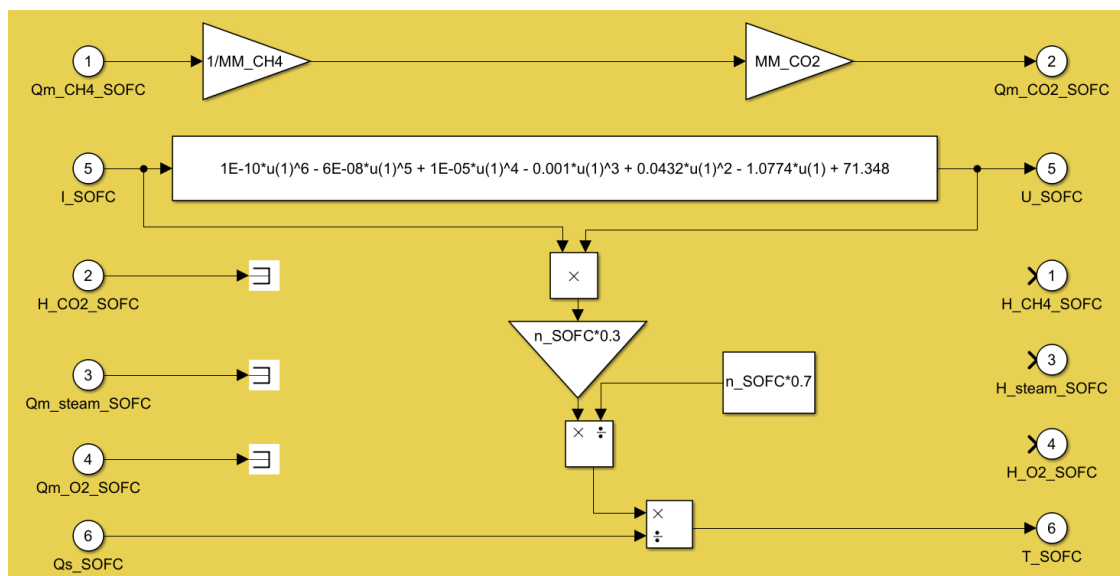 1
1/MM_CH4
MM_CO2
2
Qm_CH4_SOFC
Qm_CO2_SOFC
5
1E-10*u(1)^6 - 6E-08*u(1)^5 + 1E-05*u(1)^4 - 0.001*u(1)^3 + 0.0432*u(1)^2 - 1.0774*u(1) + 71.348
5
I_SOFC
U_SOFC
2
×
1
H_CO2_SOFC
H_CH4_SOFC
n_SOFC*0.3
3
n_SOFC*0.7
3
Qm_steam_SOFC
H_steam_SOFC
4
× ÷
4
Qm_O2_SOFC
H_O2_SOFC
×
6
÷
6
Qs_SOFC
T_SOFC